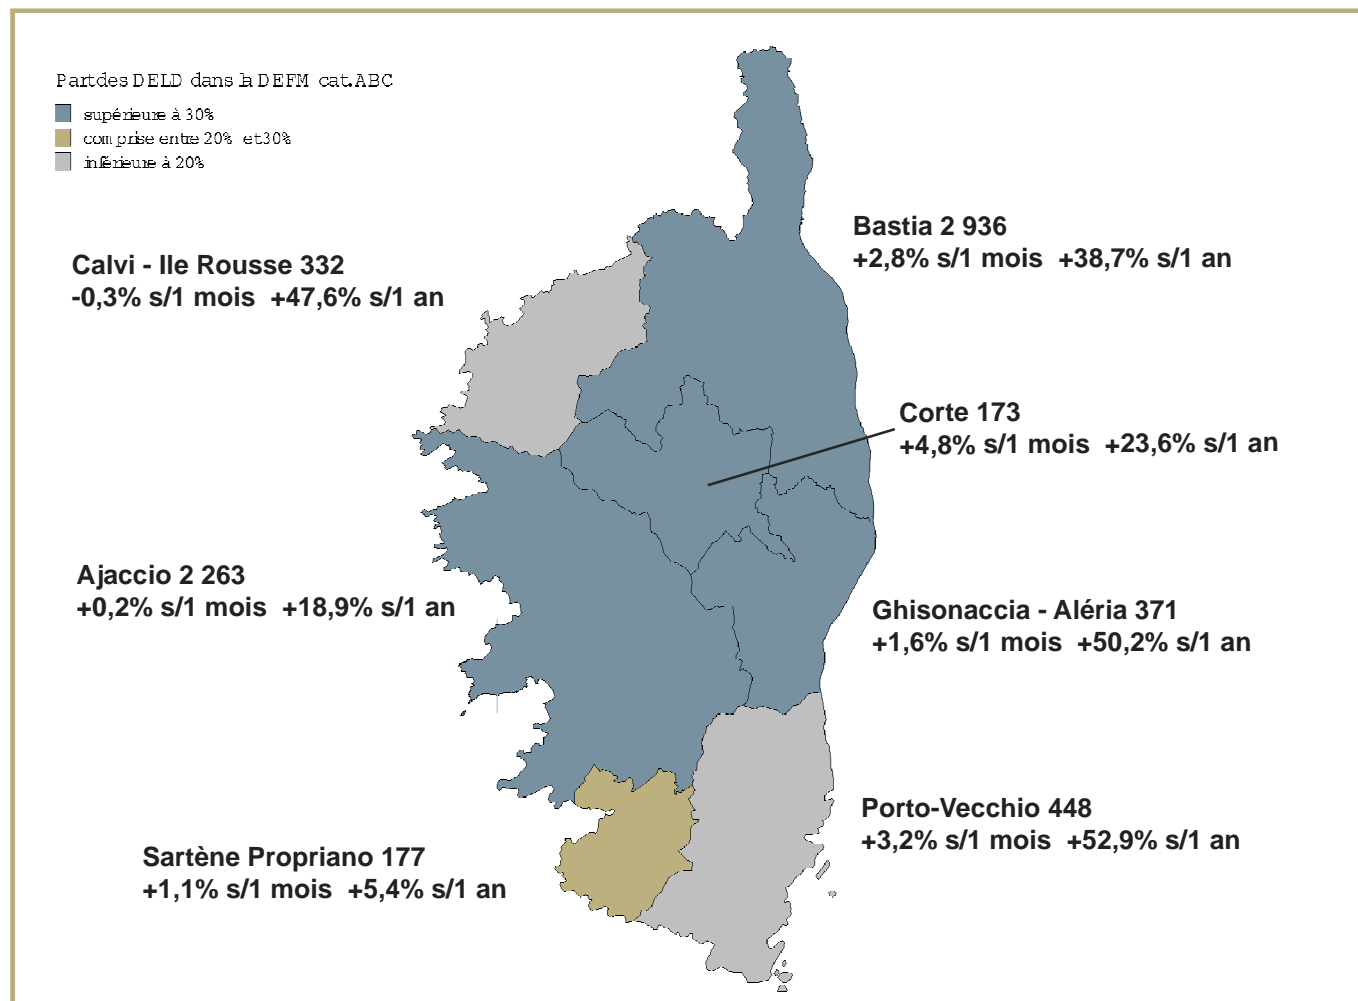 Part des DELD dans la DEFM cat.ABC
supérieure à 30%
comprise entre 20% et 30%
inférieure à 20%
Bastia 2 936
+2,8% s/1 mois +38,7% s/1 an
Calvi - Ile Rousse 332
-0,3% s/1 mois +47,6% s/1 an
Corte 173
+4,8% s/1 mois +23,6% s/1 an
Ajaccio 2 263
+0,2% s/1 mois +18,9% s/1 an
Ghisonaccia - Aléria 371
+1,6% s/1 mois +50,2% s/1 an
Porto-Vecchio 448
+3,2% s/1 mois +52,9% s/1 an
Sartène Propriano 177
+1,1% s/1 mois +5,4% s/1 an